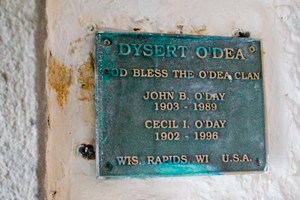 DYSERT O'DEA
GOD BLESS THE O'DEA CLAN
JOHN B. O'DAY
1903 - 1989
CECIL I. O'DAY
1902 - 1996
WIS. RAPIDS, WI U.S.A.